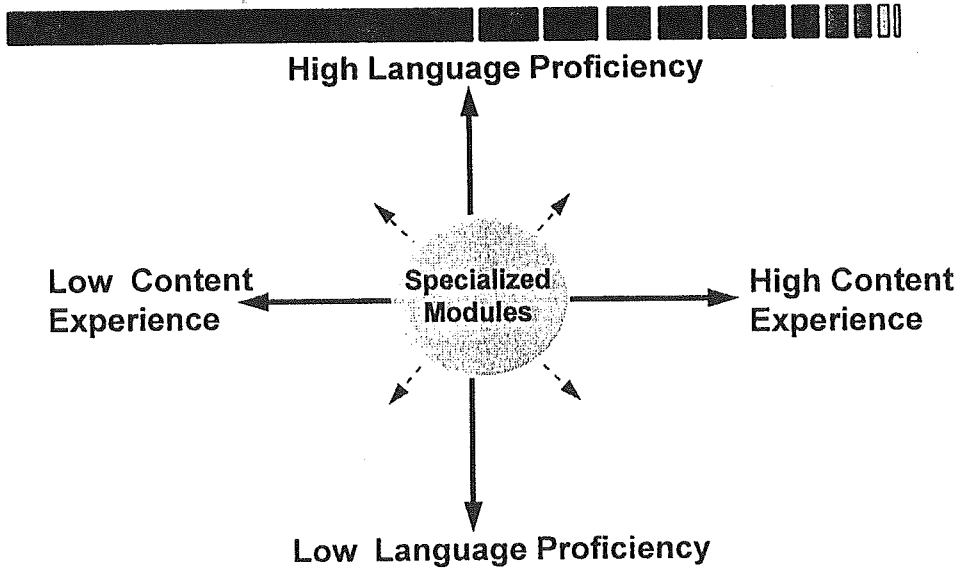 High Language Proficiency
Low Content
Experience
Specialized
Modules
High Content
Experience
Low Language Proficiency